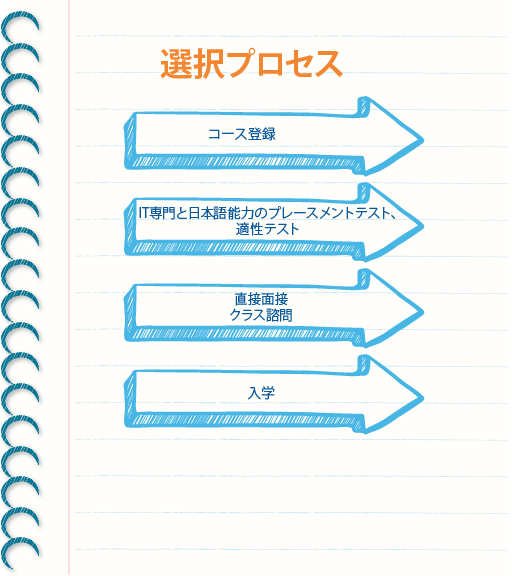 選択プロセス
コース登録
IT専門と日本語能力のプレースメントテスト、
適性テスト
直接面接
クラス諮問
入学